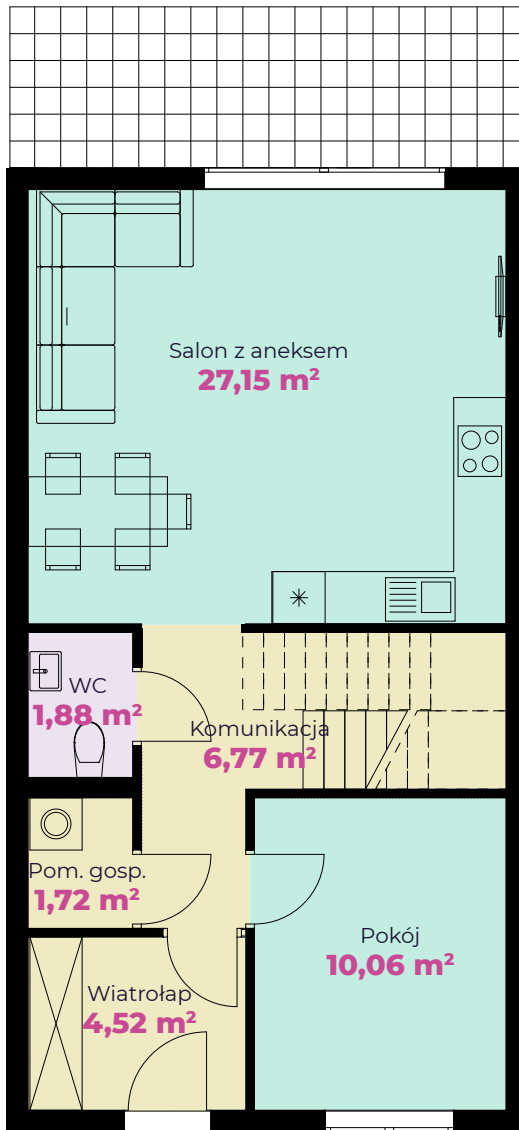 Salon z aneksem
27,15 m²
WC
1,88 m²
Komunikacja
6,77 m²
Pom. gosp.
1,72 m²
Pokój
10,06 m²
Wiatrołap
4,52 m²